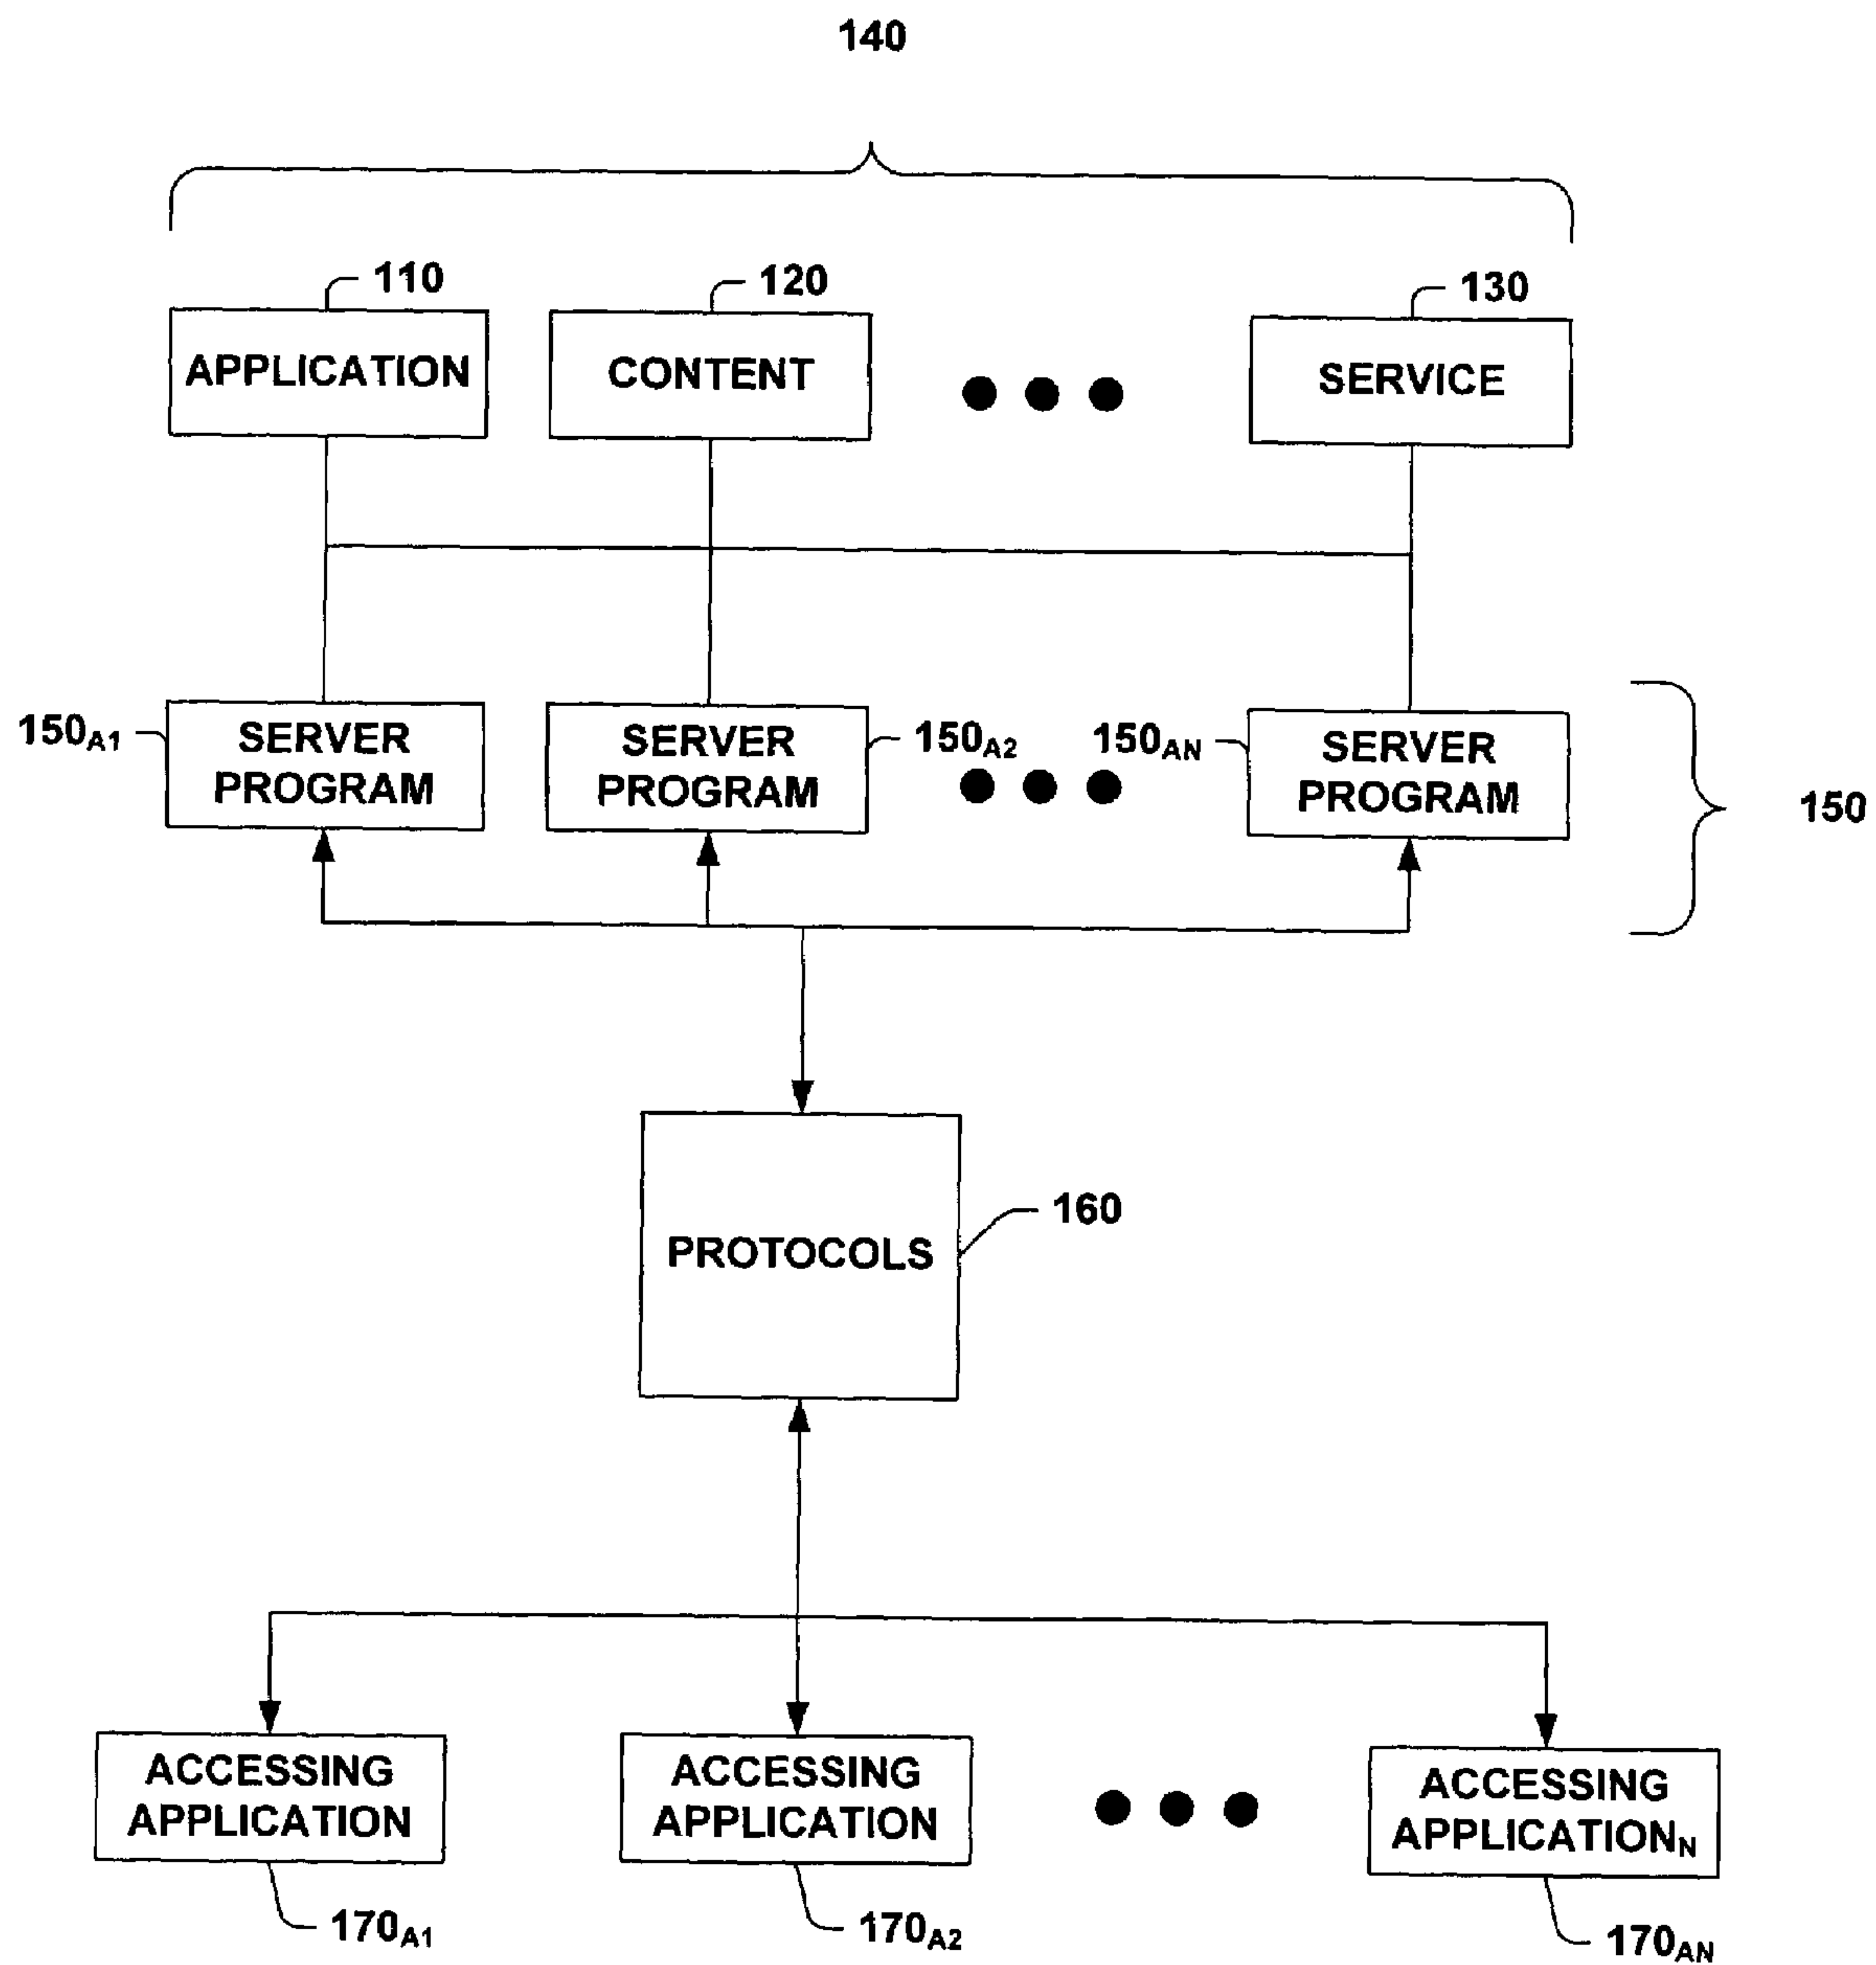 140
110
120
130
APPLICATION
CONTENT
SERVICE
150A1
SERVER
PROGRAM
SERVER
PROGRAM
150A2
150AN
SERVER
PROGRAM
150
PROTOCOLS
160
ACCESSING
APPLICATION
ACCESSING
APPLICATION
ACCESSING
APPLICATIONN
170A1
170A2
170AN